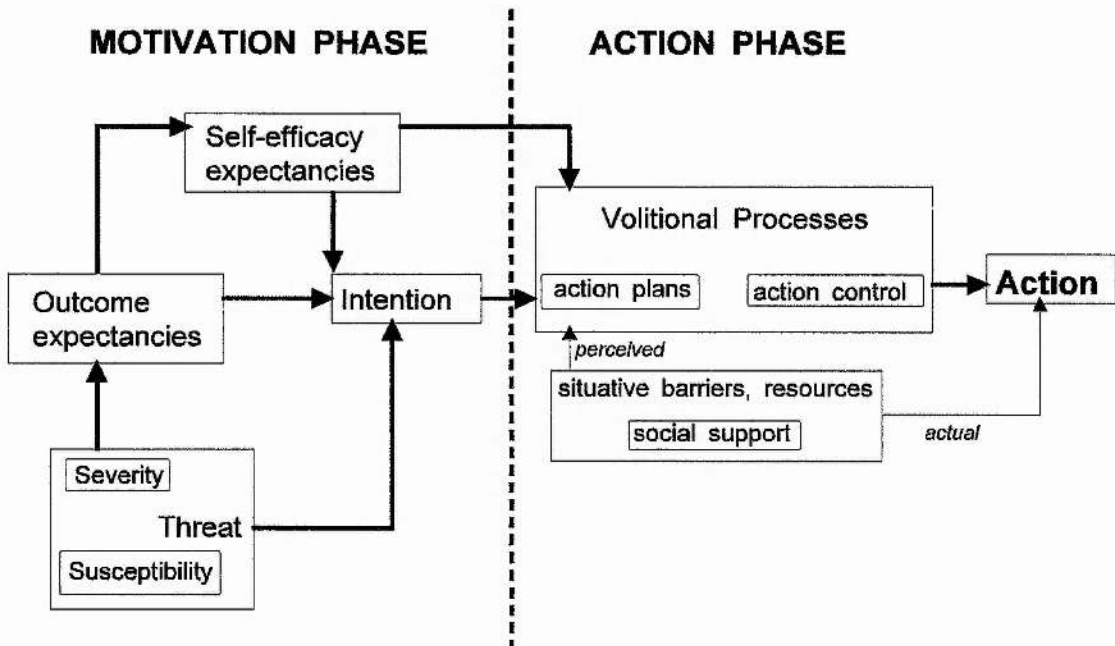 MOTIVATION PHASE
ACTION PHASE
Self-efficacy
expectancies
Volitional Processes
Outcome
expectancies
Intention
action plans
action control
Action
perceived
situative barriers, resources
social support
actual
Severity
Threat
Susceptibility